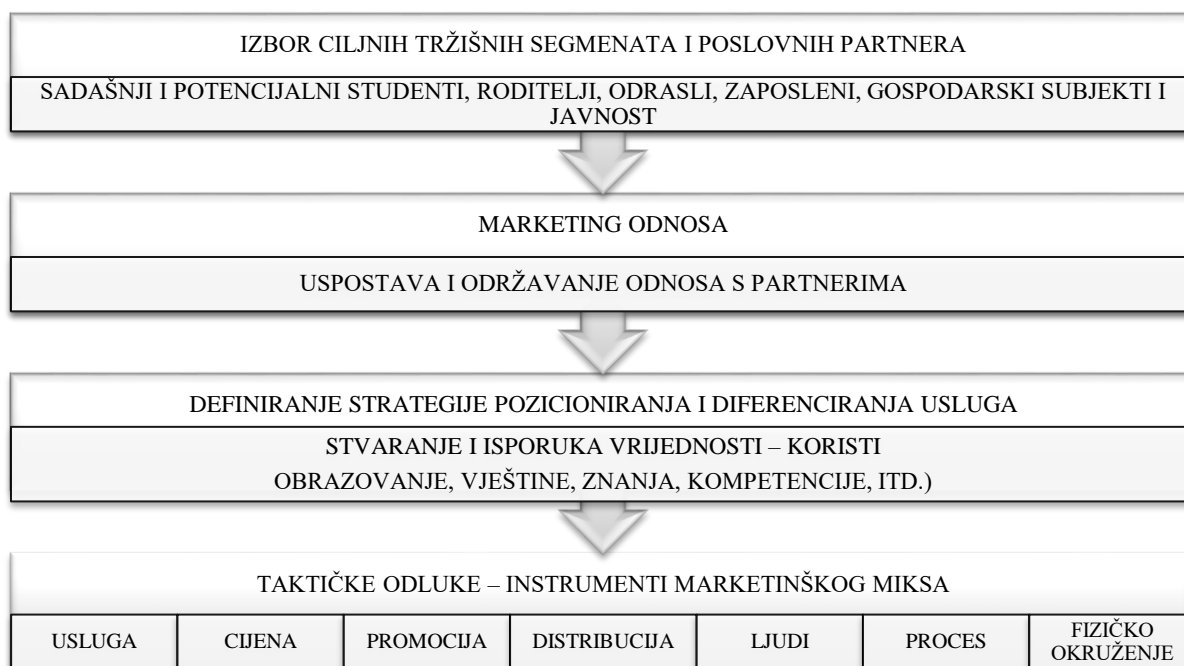 IZBOR CILJNIH TRŽIŠNIH SEGMENATA I POSLOVNIH PARTNERA
SADAŠNJI I POTENCIJALNI STUDENTI, RODITELJI, ODRASLI, ZAPOSLENI, GOSPODARSKI SUBJEKTI I
JAVNOST
MARKETING ODNOSA
USPOSTAVA I ODRŽAVANJE ODNOSA S PARTNERIMA
DEFINIRANJE STRATEGIJE POZICIONIRANJA I DIFERENCIRANJA USLUGA
STVARANJE I ISPORUKA VRIJEDNOSTI – KORISTI
OBRAZOVANJE, VJEŠTINE, ZNANJA, KOMPETENCIJE, ITD.)
TAKTIČKE ODLUKE – INSTRUMENTI MARKETINŠKOG MIKSA
USLUGA
CIJENA
PROMOCIJA
DISTRIBUCIJA
LJUDI
PROCES
FIZIČKO
OKRUŽENJE